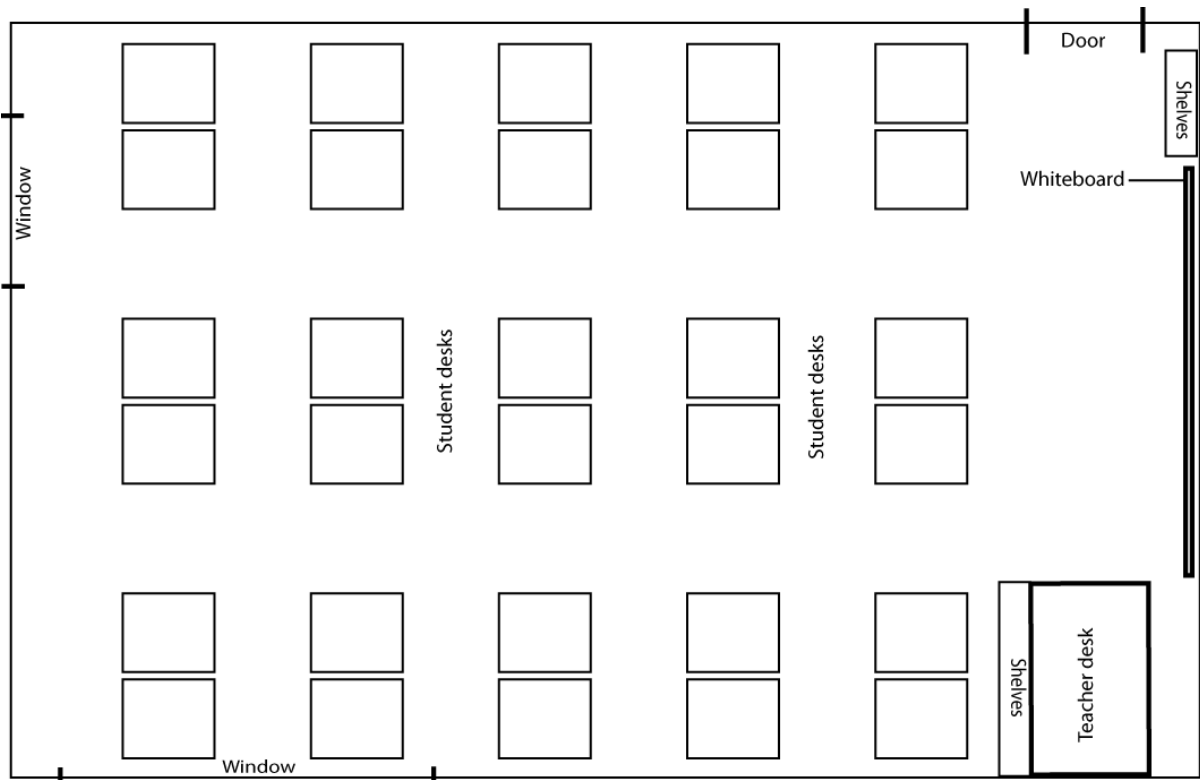 Door
Shelves
Whiteboard
Window
Student desks
Student desks
Shelves
Teacher desk
Window